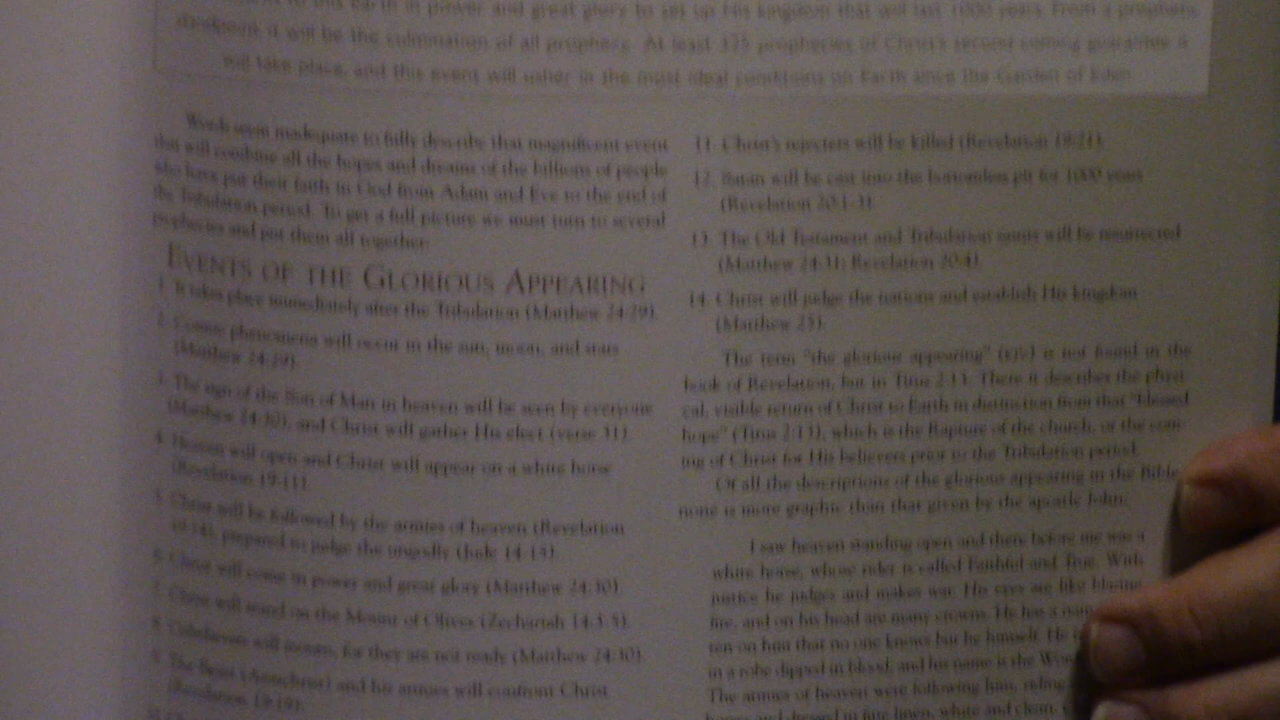 to this earth in power and great glory to set up His kingdom that will last 1000 years. From a prophetic
standpoint, it will be the culmination of all prophecy. At least 325 prophecies of Christ's second coming guarantee it
will take place, and this event will usher in the most ideal conditions on Earth since the Garden of Eden.
Words seem inadequate to fully describe that magnificent event
that will combine all the hopes and dreams of the billions of people
who have put their faith in God from Adam and Eve to the end of
the Tribulation period. To get a full picture we must turn to several
prophecies and put them all together:
EVENTS OF THE GLORIOUS APPEARING
1. It takes place immediately after the Tribulation (Matthew 24:29).
2. Cosmic phenomena will occur in the sun, moon, and stars
(Matthew 24:29).
3. The sign of the Son of Man in heaven will be seen by everyone
(Matthew 24:30), and Christ will gather His elect (verse 31).
4. Heaven will open and Christ will appear on a white horse
(Revelation 19:11).
5. Christ will be followed by the armies of heaven (Revelation
prepared to judge the ungodly (Jude 14-15).
6. Christ will come in power and great glory (Matthew 24:30).
7. Christ will stand on the Mount of Olives (Zechariah 14:3-5).
8. Unbelievers will mourn, for they are not ready (Matthew 24:30).
9. The Beast (Antichrist) and his armies will confront Christ
(Revelation 19:19).
11. Christ's rejecters will be killed (Revelation 19:21).
12. Satan will be cast into the bottomless pit for 1000 years
(Revelation 20:1-3).
13. The Old Testament and Tribulation saints will be resurrected
(Matthew 24:31; Revelation 20:4).
14. Christ will judge the nations and establish His kingdom
(Matthew 25).
The term "the glorious appearing" (KJV) is not found in the
book of Revelation, but in Titus 2:13. There it describes the physi-
cal, visible return of Christ to Earth in distinction from that "blessed
hope" (Titus 2:13), which is the Rapture of the church, or the com-
ing of Christ for His believers prior to the Tribulation period.
Of all the descriptions of the glorious appearing in the Bible,
none is more graphic than that given by the apostle John:
I saw heaven standing open and there before me was a
white horse, whose rider is called Faithful and True. With
justice he judges and makes war. His eyes are like blazing
fire, and on his head are many crowns. He has a name
ten on him that no one knows but he himself. He
in a robe dipped in blood, and his name is the Word
The armies of heaven were following him, riding
and dressed in fine linen, white and clean.